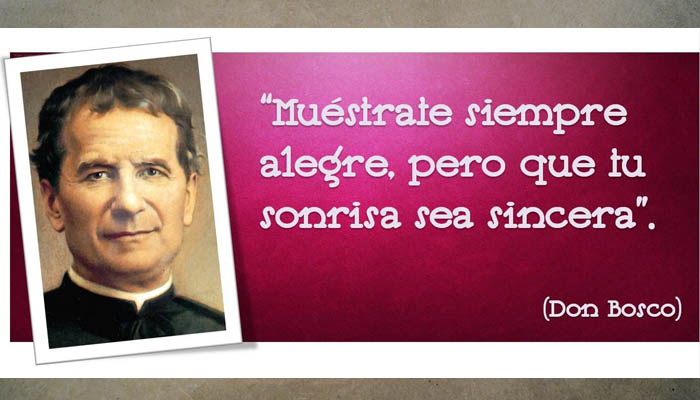 “Muéstrate siempre
alegre, pero que tu
sonrisa sea sincera”.
(Don Bosco)